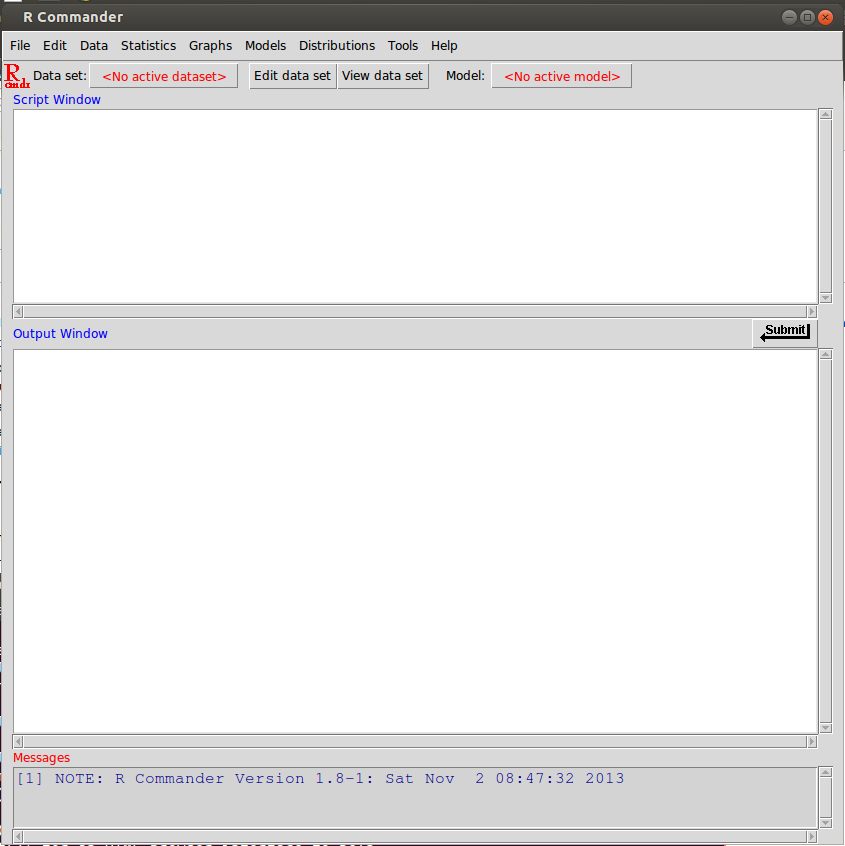 R Commander
File Edit Data Statistics Graphs Models Distributions Tools Help
R cmdr Data set: <No active dataset> Edit data set View data set Model: <No active model>
Script Window
Output Window Submit
Messages
[1] NOTE: R Commander Version 1.8-1: Sat Nov  2 08:47:32 2013